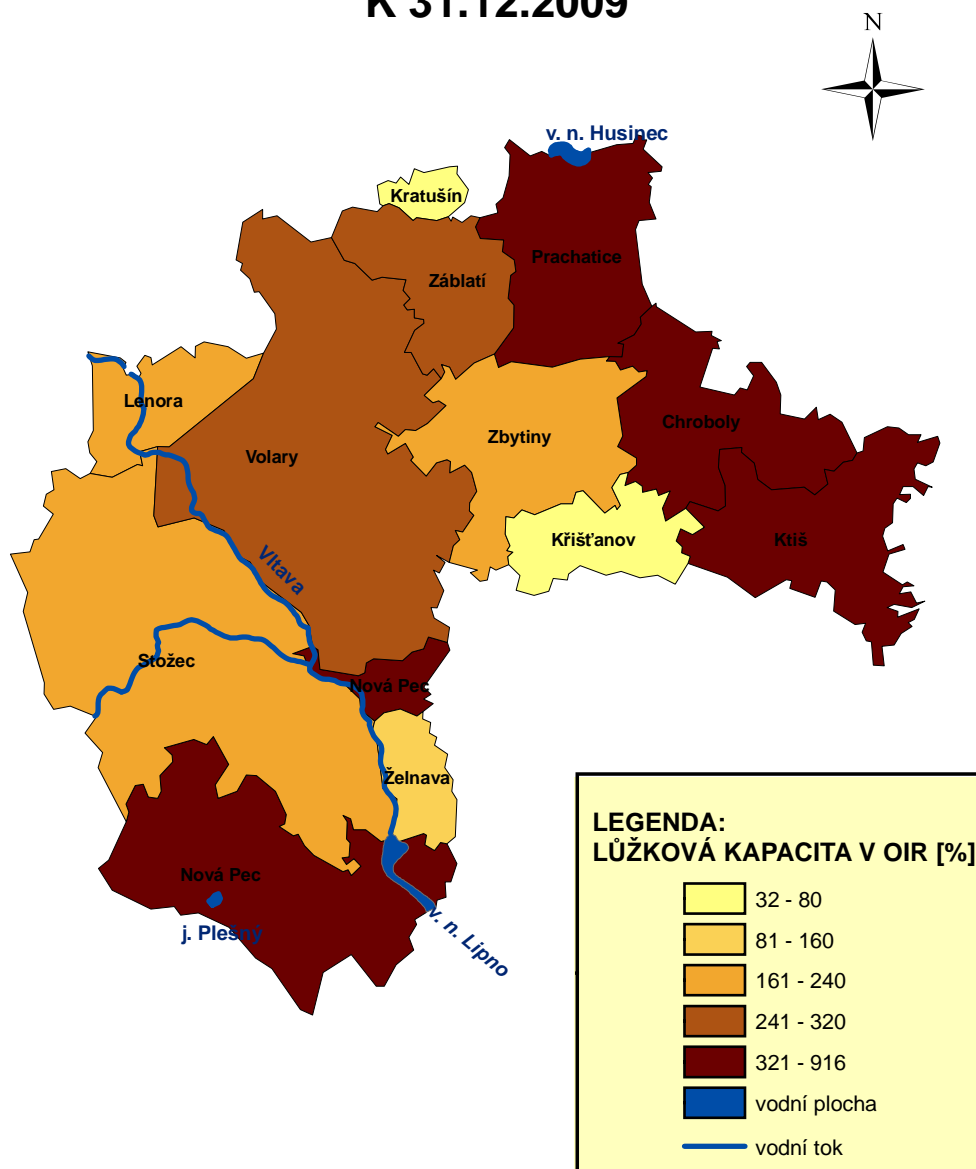 K 31.12.2009
N
v. n. Husinec
Kratušín
Prachatice
Záblatí
Lenora
Chroboly
Zbytiny
Volary
Křišťanov
Ktiš
Vltava
Stožec
Nová Pec
Želnava
Nová Pec
j. Plešný
v. n. Lipno
LEGENDA:
LŮŽKOVÁ KAPACITA V OIR [%]
32 - 80
81 - 160
161 - 240
241 - 320
321 - 916
vodní plocha
vodní tok